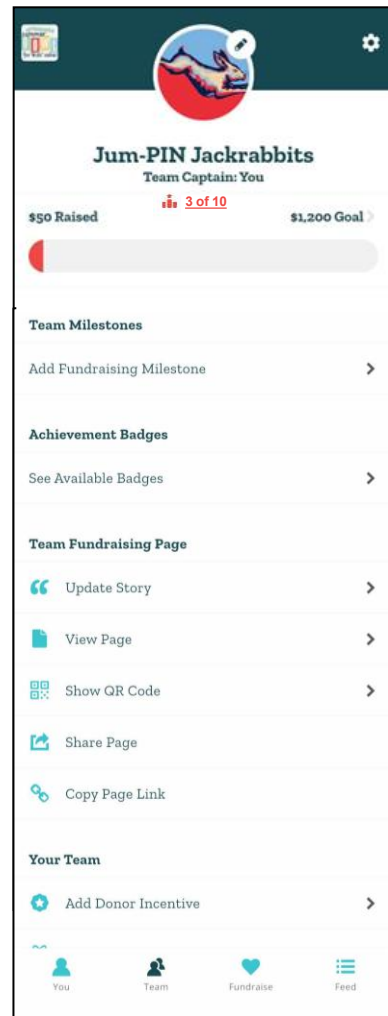 Jum-PIN Jackrabbits
Team Captain: You
3 of 10
$50 Raised
$1,200 Goal
Team Milestones
Add Fundraising Milestone
Achievement Badges
See Available Badges
Team Fundraising Page
Update Story
View Page
Show QR Code
Share Page
Copy Page Link
Your Team
Add Donor Incentive
You
Team
Fundraise
Feed